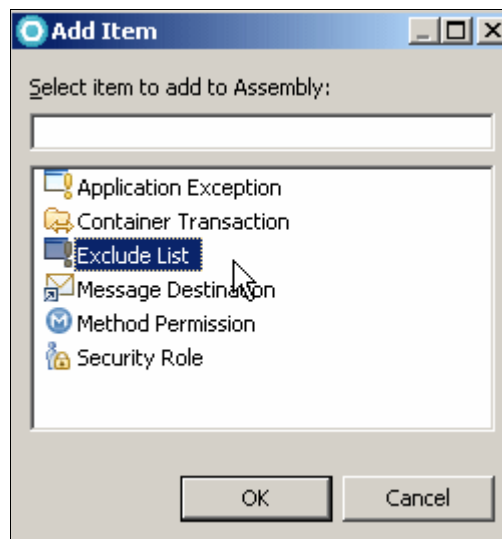 Add Item
Select item to add to Assembly:
Application Exception
Container Transaction
Exclude List
Message Destination
Method Permission
Security Role
OK
Cancel